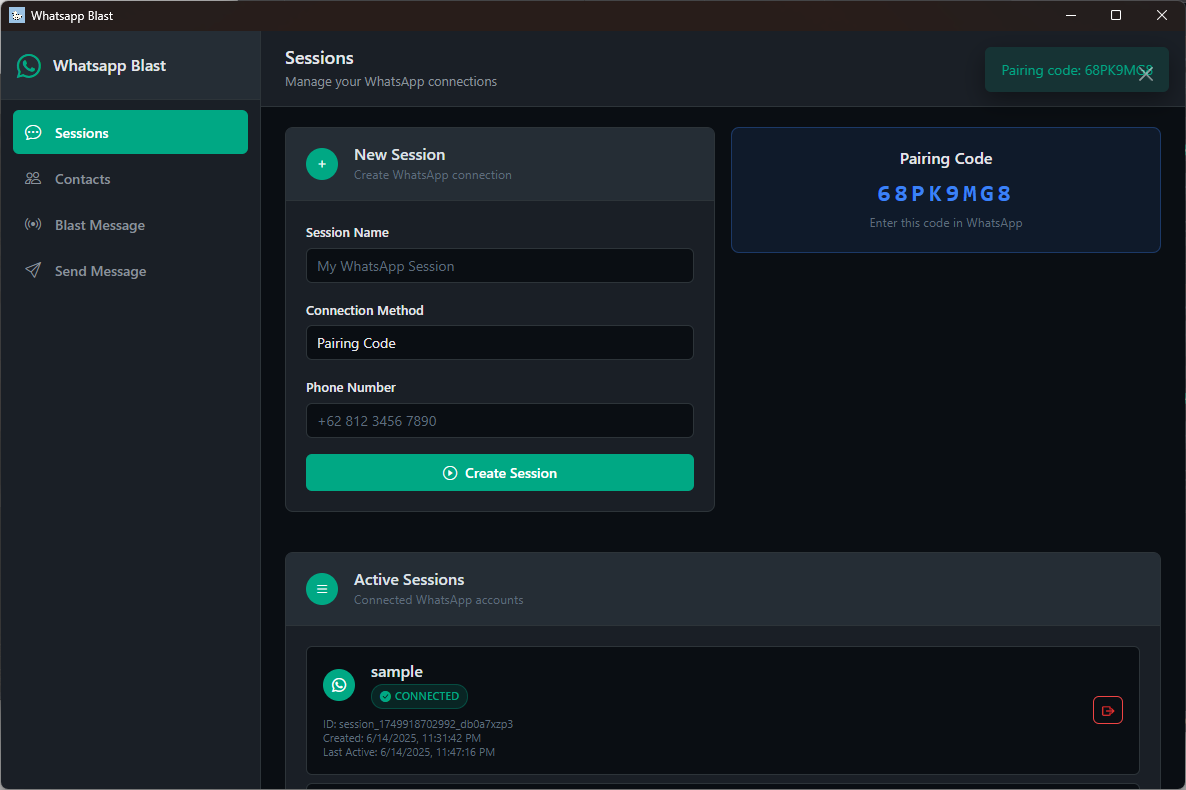 Whatsapp Blast
Whatsapp Blast
Sessions
Contacts
Blast Message
Send Message
Sessions
Manage your WhatsApp connections
Pairing code: 68PK9MG8
New Session
Create WhatsApp connection
Session Name
My WhatsApp Session
Connection Method
Pairing Code
Phone Number
+62 812 3456 7890
Create Session
Pairing Code
68PK9MG8
Enter this code in WhatsApp
Active Sessions
Connected WhatsApp accounts
sample
CONNECTED
ID: session_1749918702992_db0a7xzp3
Created: 6/14/2025, 11:31:42 PM
Last Active: 6/14/2025, 11:47:16 PM